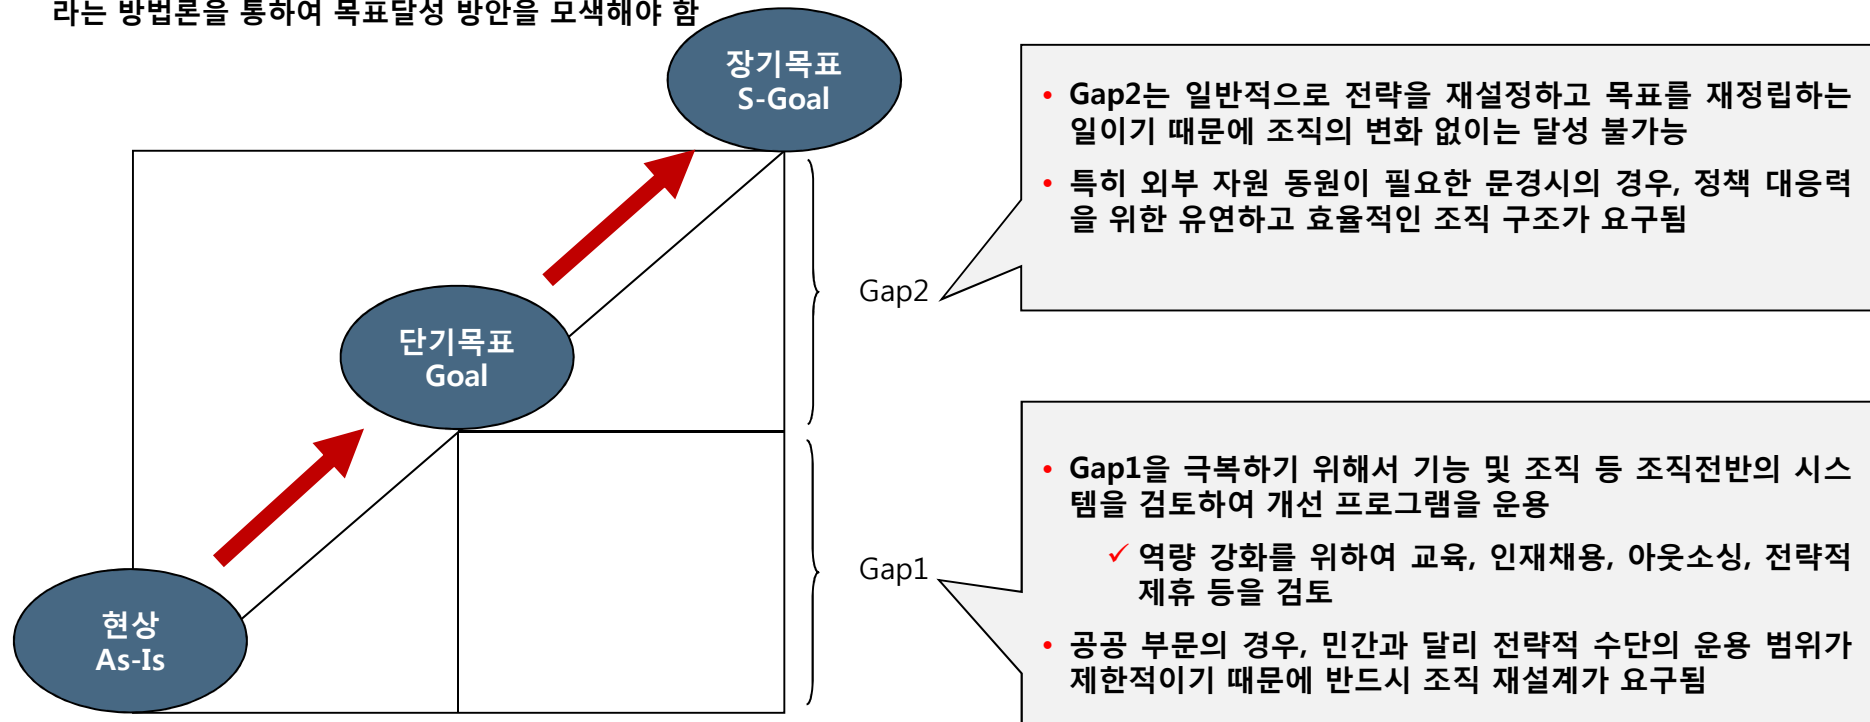 라는 방법론을 통하여 목표달성 방안을 모색해야 함
장기목표
S-Goal
• Gap2는 일반적으로 전략을 재설정하고 목표를 재정립하는
일이기 때문에 조직의 변화 없이는 달성 불가능
• 특히 외부 자원 동원이 필요한 문경시의 경우, 정책 대응력
을 위한 유연하고 효율적인 조직 구조가 요구됨
Gap2
단기목표
Goal
• Gap1을 극복하기 위해서 기능 및 조직 등 조직전반의 시스
템을 검토하여 개선 프로그램을 운용
✓ 역량 강화를 위하여 교육, 인재채용, 아웃소싱, 전략적
제휴 등을 검토
• 공공 부문의 경우, 민간과 달리 전략적 수단의 운용 범위가
제한적이기 때문에 반드시 조직 재설계가 요구됨
Gap1
현상
As-Is